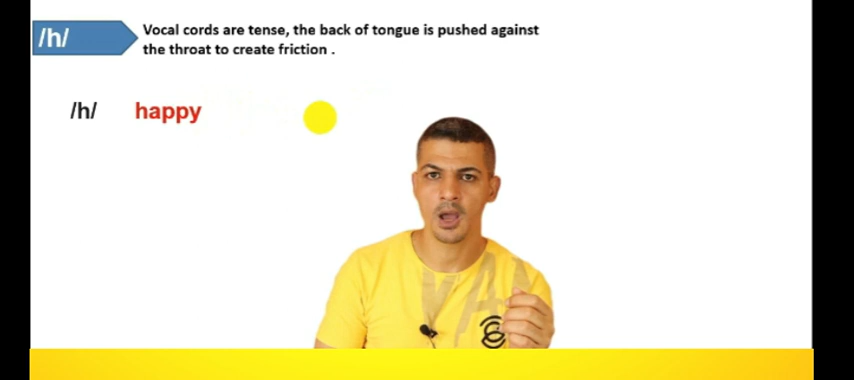 /h/
Vocal cords are tense, the back of tongue is pushed against
the throat to create friction .
/h/ happy